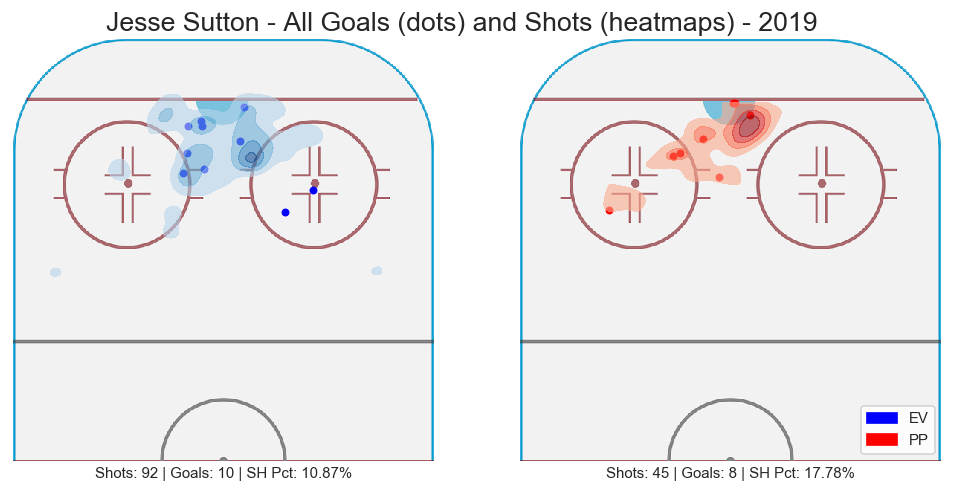 Jesse Sutton - All Goals (dots) and Shots (heatmaps) - 2019
EV
PP
Shots: 92 | Goals: 10 | SH Pct: 10.87%
Shots: 45 | Goals: 8 | SH Pct: 17.78%